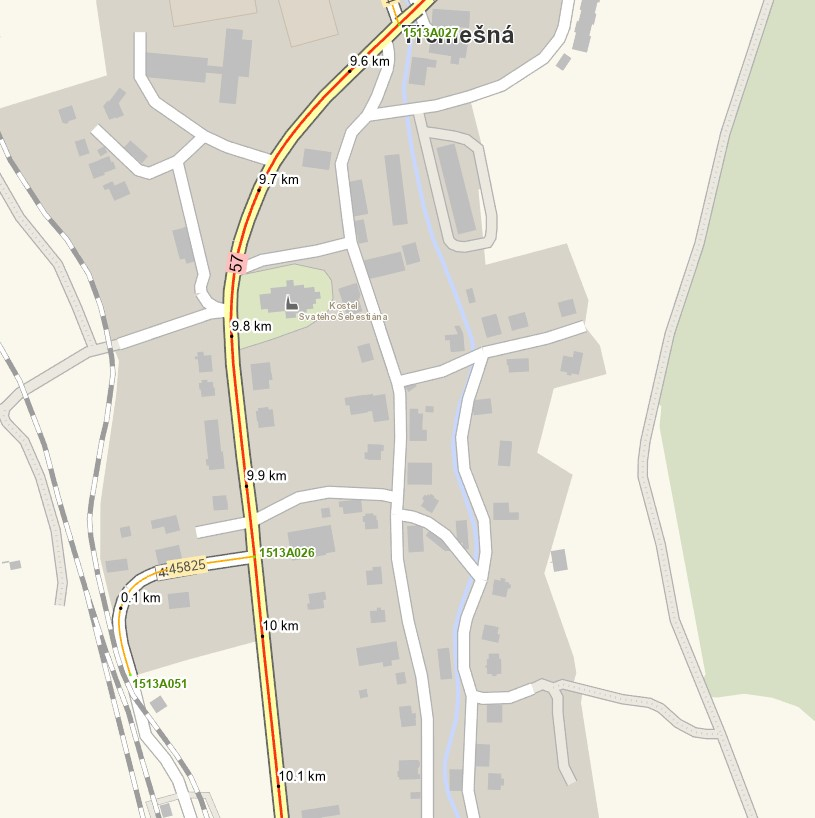 Třemešná
1513A027
9.6 km
9.7 km
57
Kostel
Svatého Šebestiána
9.8 km
9.9 km
1513A026
45825
0.1 km
10 km
1513A051
10.1 km